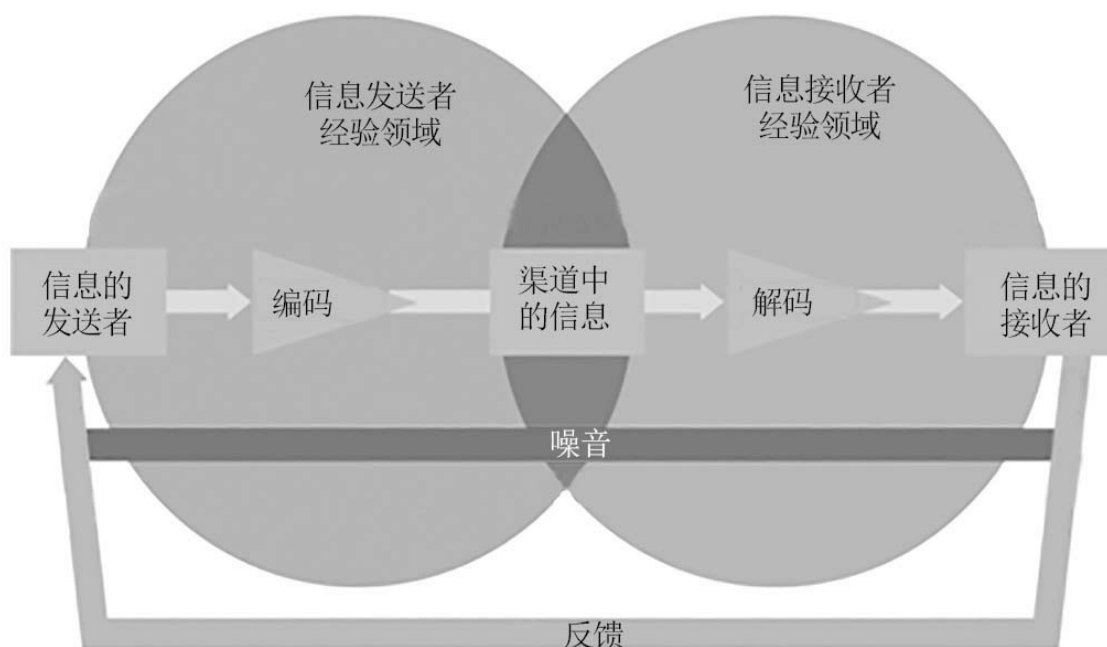 信息发送者
经验领域
信息接收者
经验领域
信息的
发送者
编码
渠道中
的信息
解码
信息的
接收者
噪音
反馈